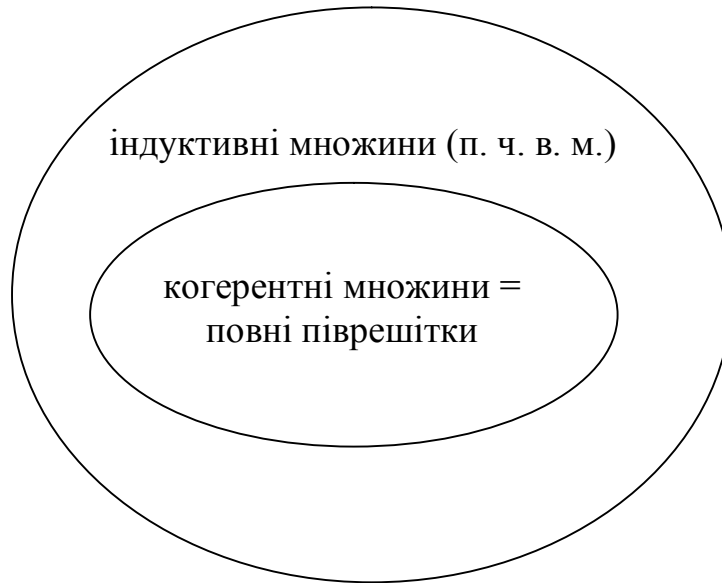 індуктивні множини (п. ч. в. м.)
когерентні множини =
повні піврешітки